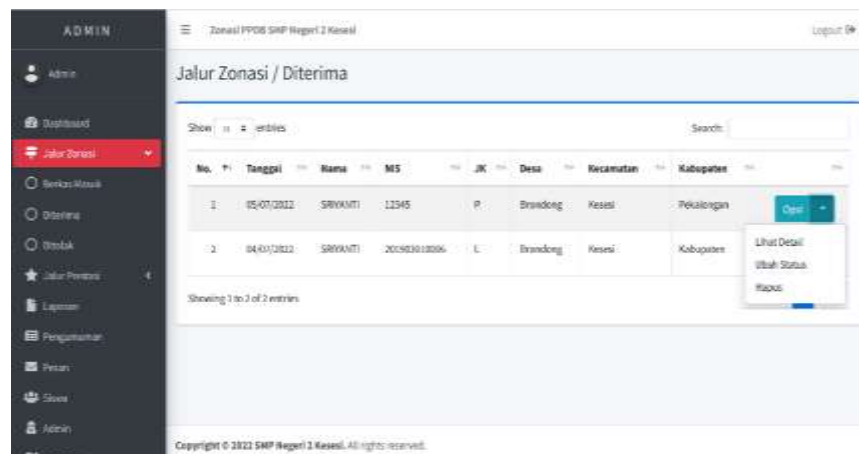 ADMIN
Zonasi PPDB SMP Negeri 2 Kesesi
Logout
Admin
Jalur Zonasi / Diterima
Dashboard
Show entries
Search:
Jalur Zonasi
No. Tanggal Nama NIS JK Desa Kecamatan Kabupaten
Berkas Masuk
1 05/07/2022 SRIYANTI 12345 P Brondong Kesesi Pekalongan Opsi
Diterima
Ditolak
2 04/07/2022 SRIYANTI L Brondong Kesesi Kabupaten
Lihat Detail
Ubah Status
Hapus
Jalur Prestasi
Laporan
Showing 1 to 2 of 2 entries
Pengumuman
Pesan
Siswa
Admin
Copyright © 2022 SMP Negeri 2 Kesesi. All rights reserved.